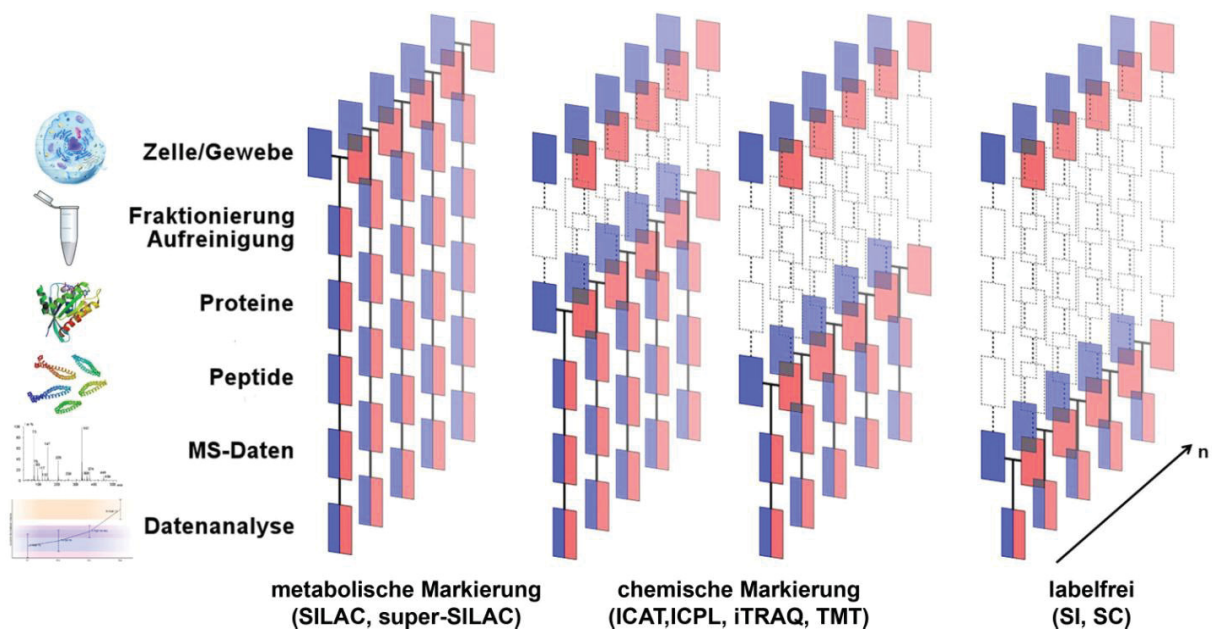 Zelle/Gewebe
Fraktionierung
Aufreinigung
Proteine
Peptide
MS-Daten
Datenanalyse
n
metabolische Markierung
(SILAC, super-SILAC)
chemische Markierung
(ICAT,ICPL, iTRAQ, TMT)
labelfrei
(SI, SC)